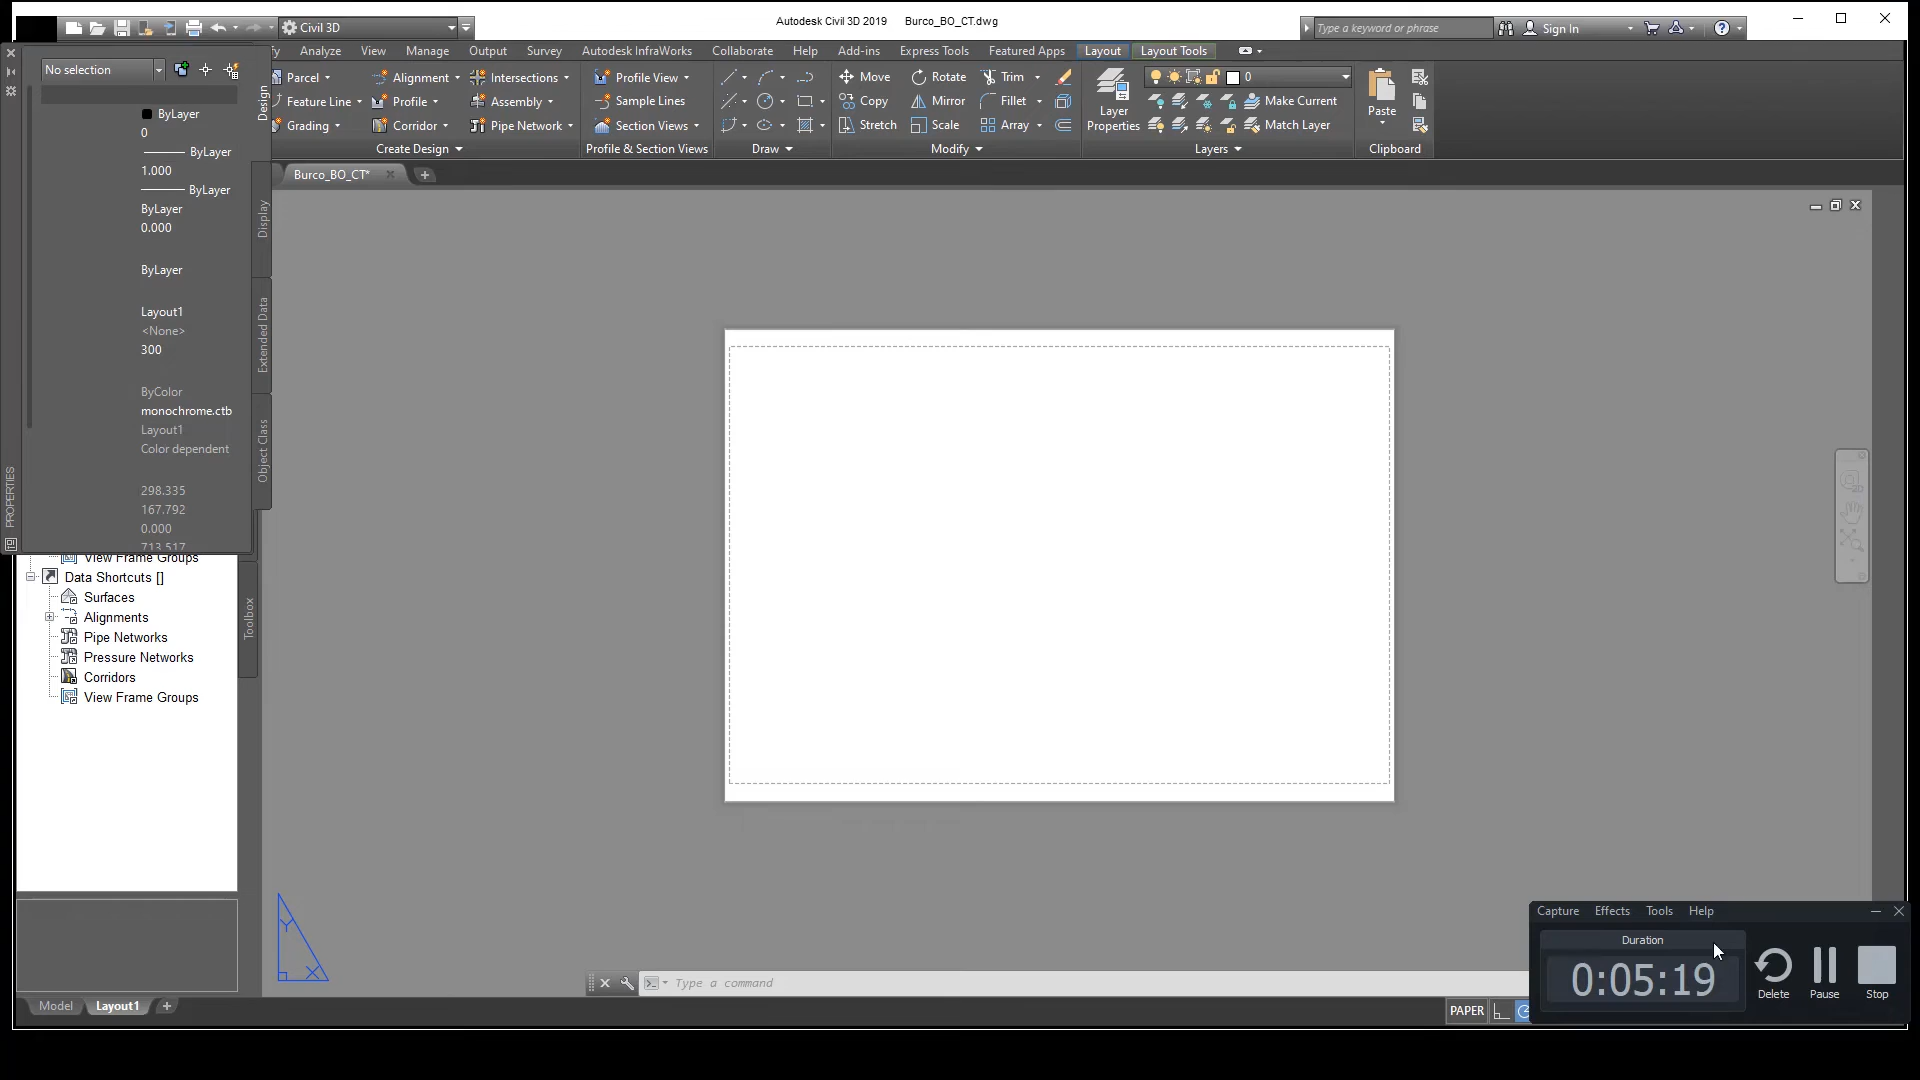 Civil 3D
Autodesk Civil 3D 2019 Burco_BO_CT.dwg
Type a keyword or phrase
Sign In
fy Analyze View Manage Output Survey Autodesk InfraWorks Collaborate Help Add-ins Express Tools Featured Apps Layout Layout Tools
No selection
Parcel Alignment Intersections Profile View Move Rotate Trim 0
Feature Line Profile Assembly Sample Lines Copy Mirror Fillet Make Current
Grading Corridor Pipe Network Section Views Stretch Scale Array Match Layer
Layer Properties
Paste
Create Design Profile & Section Views Draw Modify Layers Clipboard
Burco_BO_CT*
ByLayer
0
ByLayer
1.000
ByLayer
ByLayer
0.000
ByLayer
Layout1
<None>
300
ByColor
monochrome.ctb
Layout1
Color dependent
298.335
167.792
0.000
713.517
Design
Display
Extended Data
Object Class
PROPERTIES
View Frame Groups
Data Shortcuts []
Surfaces
Alignments
Pipe Networks
Pressure Networks
Corridors
View Frame Groups
Toolbox
Y
X
Type a command
Model Layout1
PAPER
Capture Effects Tools Help
Duration
0:05:19
Delete Pause Stop